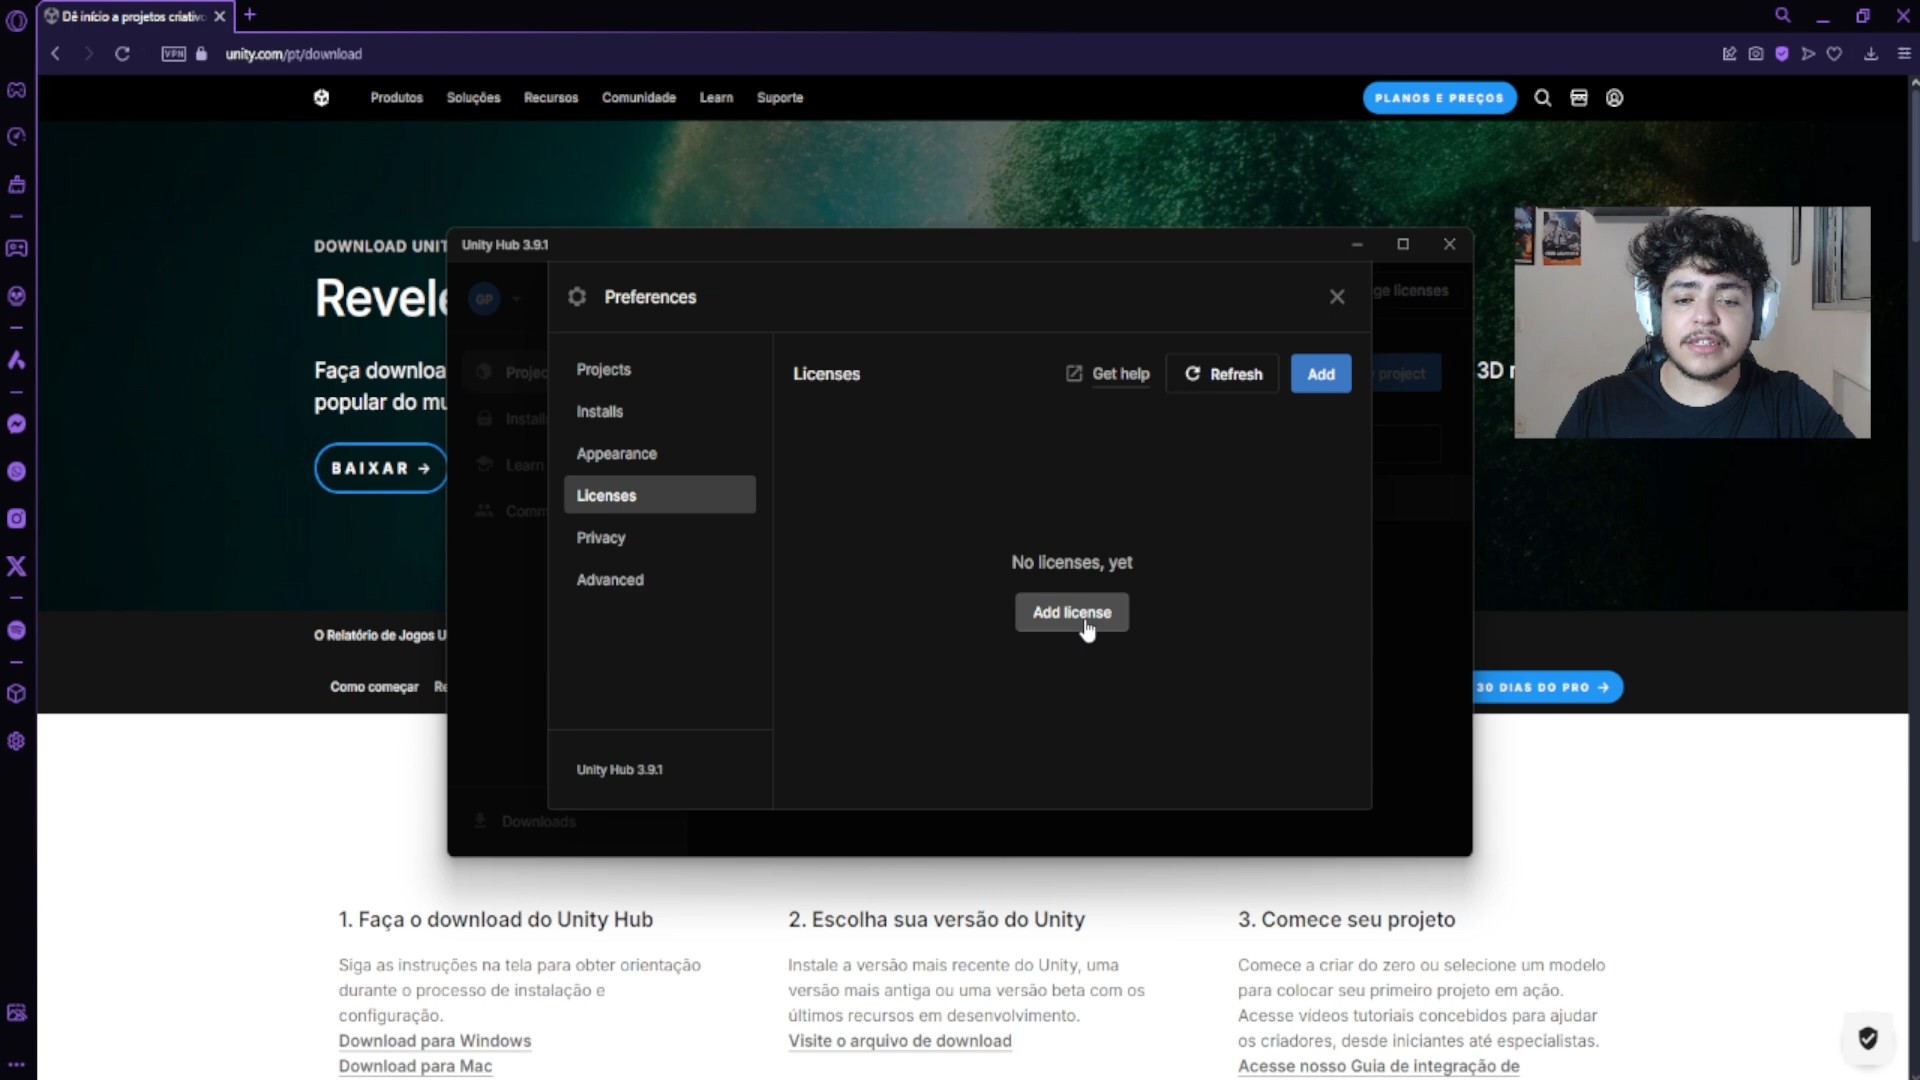 Dê início a projetos criativ
VPN
unity.com/pt/download
Produtos
Soluções
Recursos
Comunidade
Learn
Suporte
PLANOS E PREÇOS
DOWNLOAD UNIT
Revele
Faça downloa
popular do mu
3D
BAIXAR →
O Relatório de Jogos U
Como começar
Re
30 DIAS DO PRO →
Unity Hub 3.9.1
GP
ge licenses
Projec
project
Install
Learn
Comm
Downloads
Preferences
Projects
Installs
Appearance
Licenses
Privacy
Advanced
Unity Hub 3.9.1
Licenses
Get help
Refresh
Add
No licenses, yet
Add license
1. Faça o download do Unity Hub
Siga as instruções na tela para obter orientação
durante o processo de instalação e
configuração.
Download para Windows
Download para Mac
2. Escolha sua versão do Unity
Instale a versão mais recente do Unity, uma
versão mais antiga ou uma versão beta com os
últimos recursos em desenvolvimento.
Visite o arquivo de download
3. Comece seu projeto
Comece a criar do zero ou selecione um modelo
para colocar seu primeiro projeto em ação.
Acesse vídeos tutoriais concebidos para ajudar
os criadores, desde iniciantes até especialistas.
Acesse nosso Guia de integração de